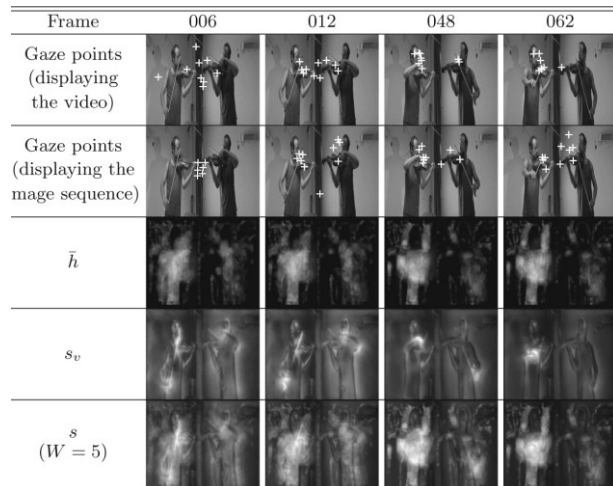 Frame 006 012 048 062
Gaze points
(displaying
the video)
Gaze points
(displaying the
mage sequence)
h̄
s_v
s
(W = 5)